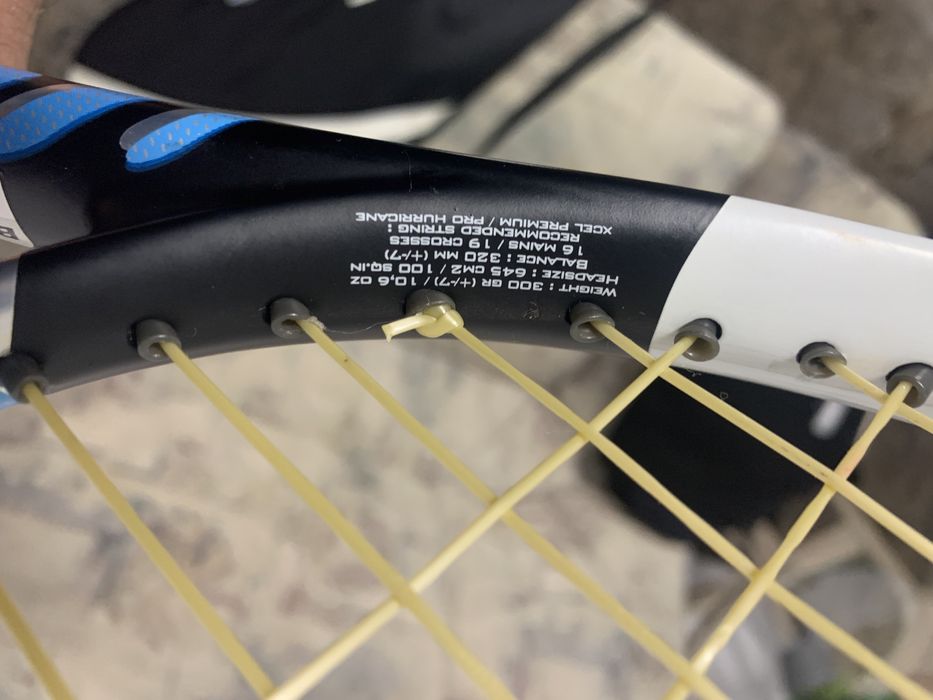 WEIGHT : 300 GR (+/-7) / 10,6 OZ
HEADSIZE : 645 CM2 / 100 SQ.IN
BALANCE : 320 MM (+/-7)
16 MAINS / 19 CROSSES
RECOMMENDED STRING :
XCEL PREMIUM / PRO HURRICANE